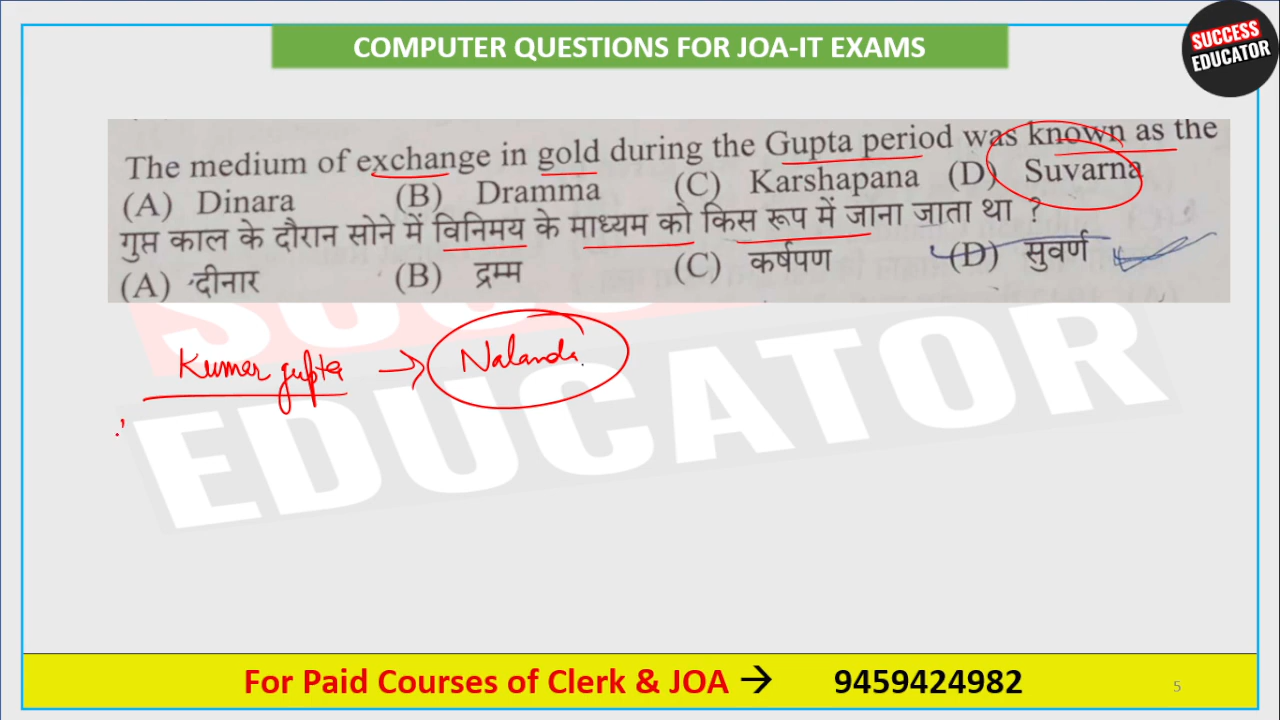 COMPUTER QUESTIONS FOR JOA-IT EXAMS
SUCCESS
EDUCATOR
The medium of exchange in gold during the Gupta period was known as the
(A) Dinara (B) Dramma (C) Karshapana (D) Suvarna
गुप्त काल के दौरान सोने में विनिमय के माध्यम को किस रूप में जाना जाता था ?
(A) दीनार (B) द्रम्म (C) कर्षपण (D) सुवर्ण
Kumar gupta → Nalanda
EDUCATOR
For Paid Courses of Clerk & JOA → 9459424982
5